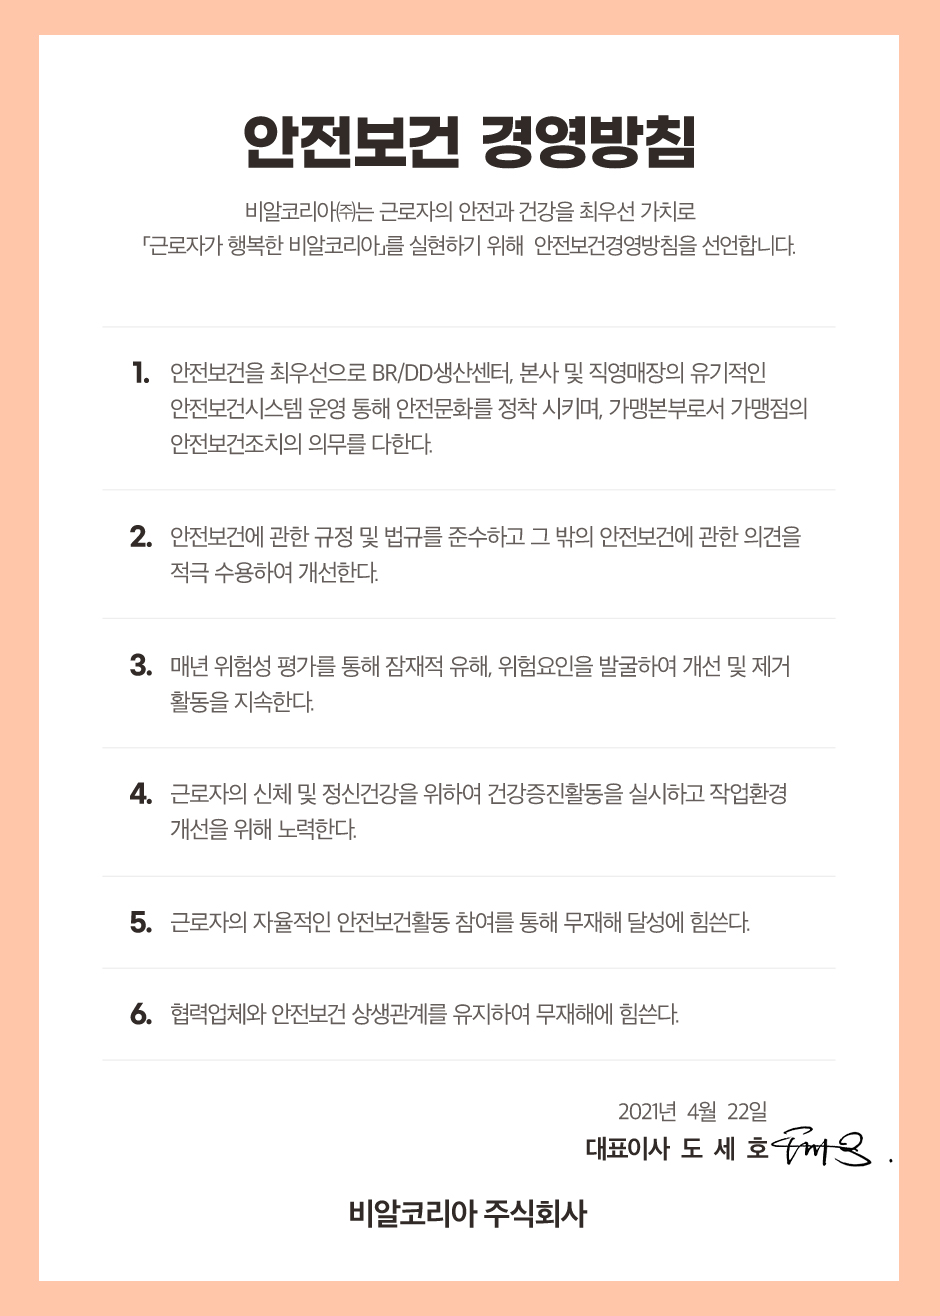 안전보건 경영방침
비알코리아㈜는 근로자의 안전과 건강을 최우선 가치로
「근로자가 행복한 비알코리아」를 실현하기 위해 안전보건경영방침을 선언합니다.
1. 안전보건을 최우선으로 BR/DD생산센터, 본사 및 직영매장의 유기적인
안전보건시스템 운영 통해 안전문화를 정착 시키며, 가맹본부로서 가맹점의
안전보건조치의 의무를 다한다.
2. 안전보건에 관한 규정 및 법규를 준수하고 그 밖의 안전보건에 관한 의견을
적극 수용하여 개선한다.
3. 매년 위험성 평가를 통해 잠재적 유해, 위험요인을 발굴하여 개선 및 제거
활동을 지속한다.
4. 근로자의 신체 및 정신건강을 위하여 건강증진활동을 실시하고 작업환경
개선을 위해 노력한다.
5. 근로자의 자율적인 안전보건활동 참여를 통해 무재해 달성에 힘쓴다.
6. 협력업체와 안전보건 상생관계를 유지하여 무재해에 힘쓴다.
2021년 4월 22일
대표이사 도 세 호
비알코리아 주식회사